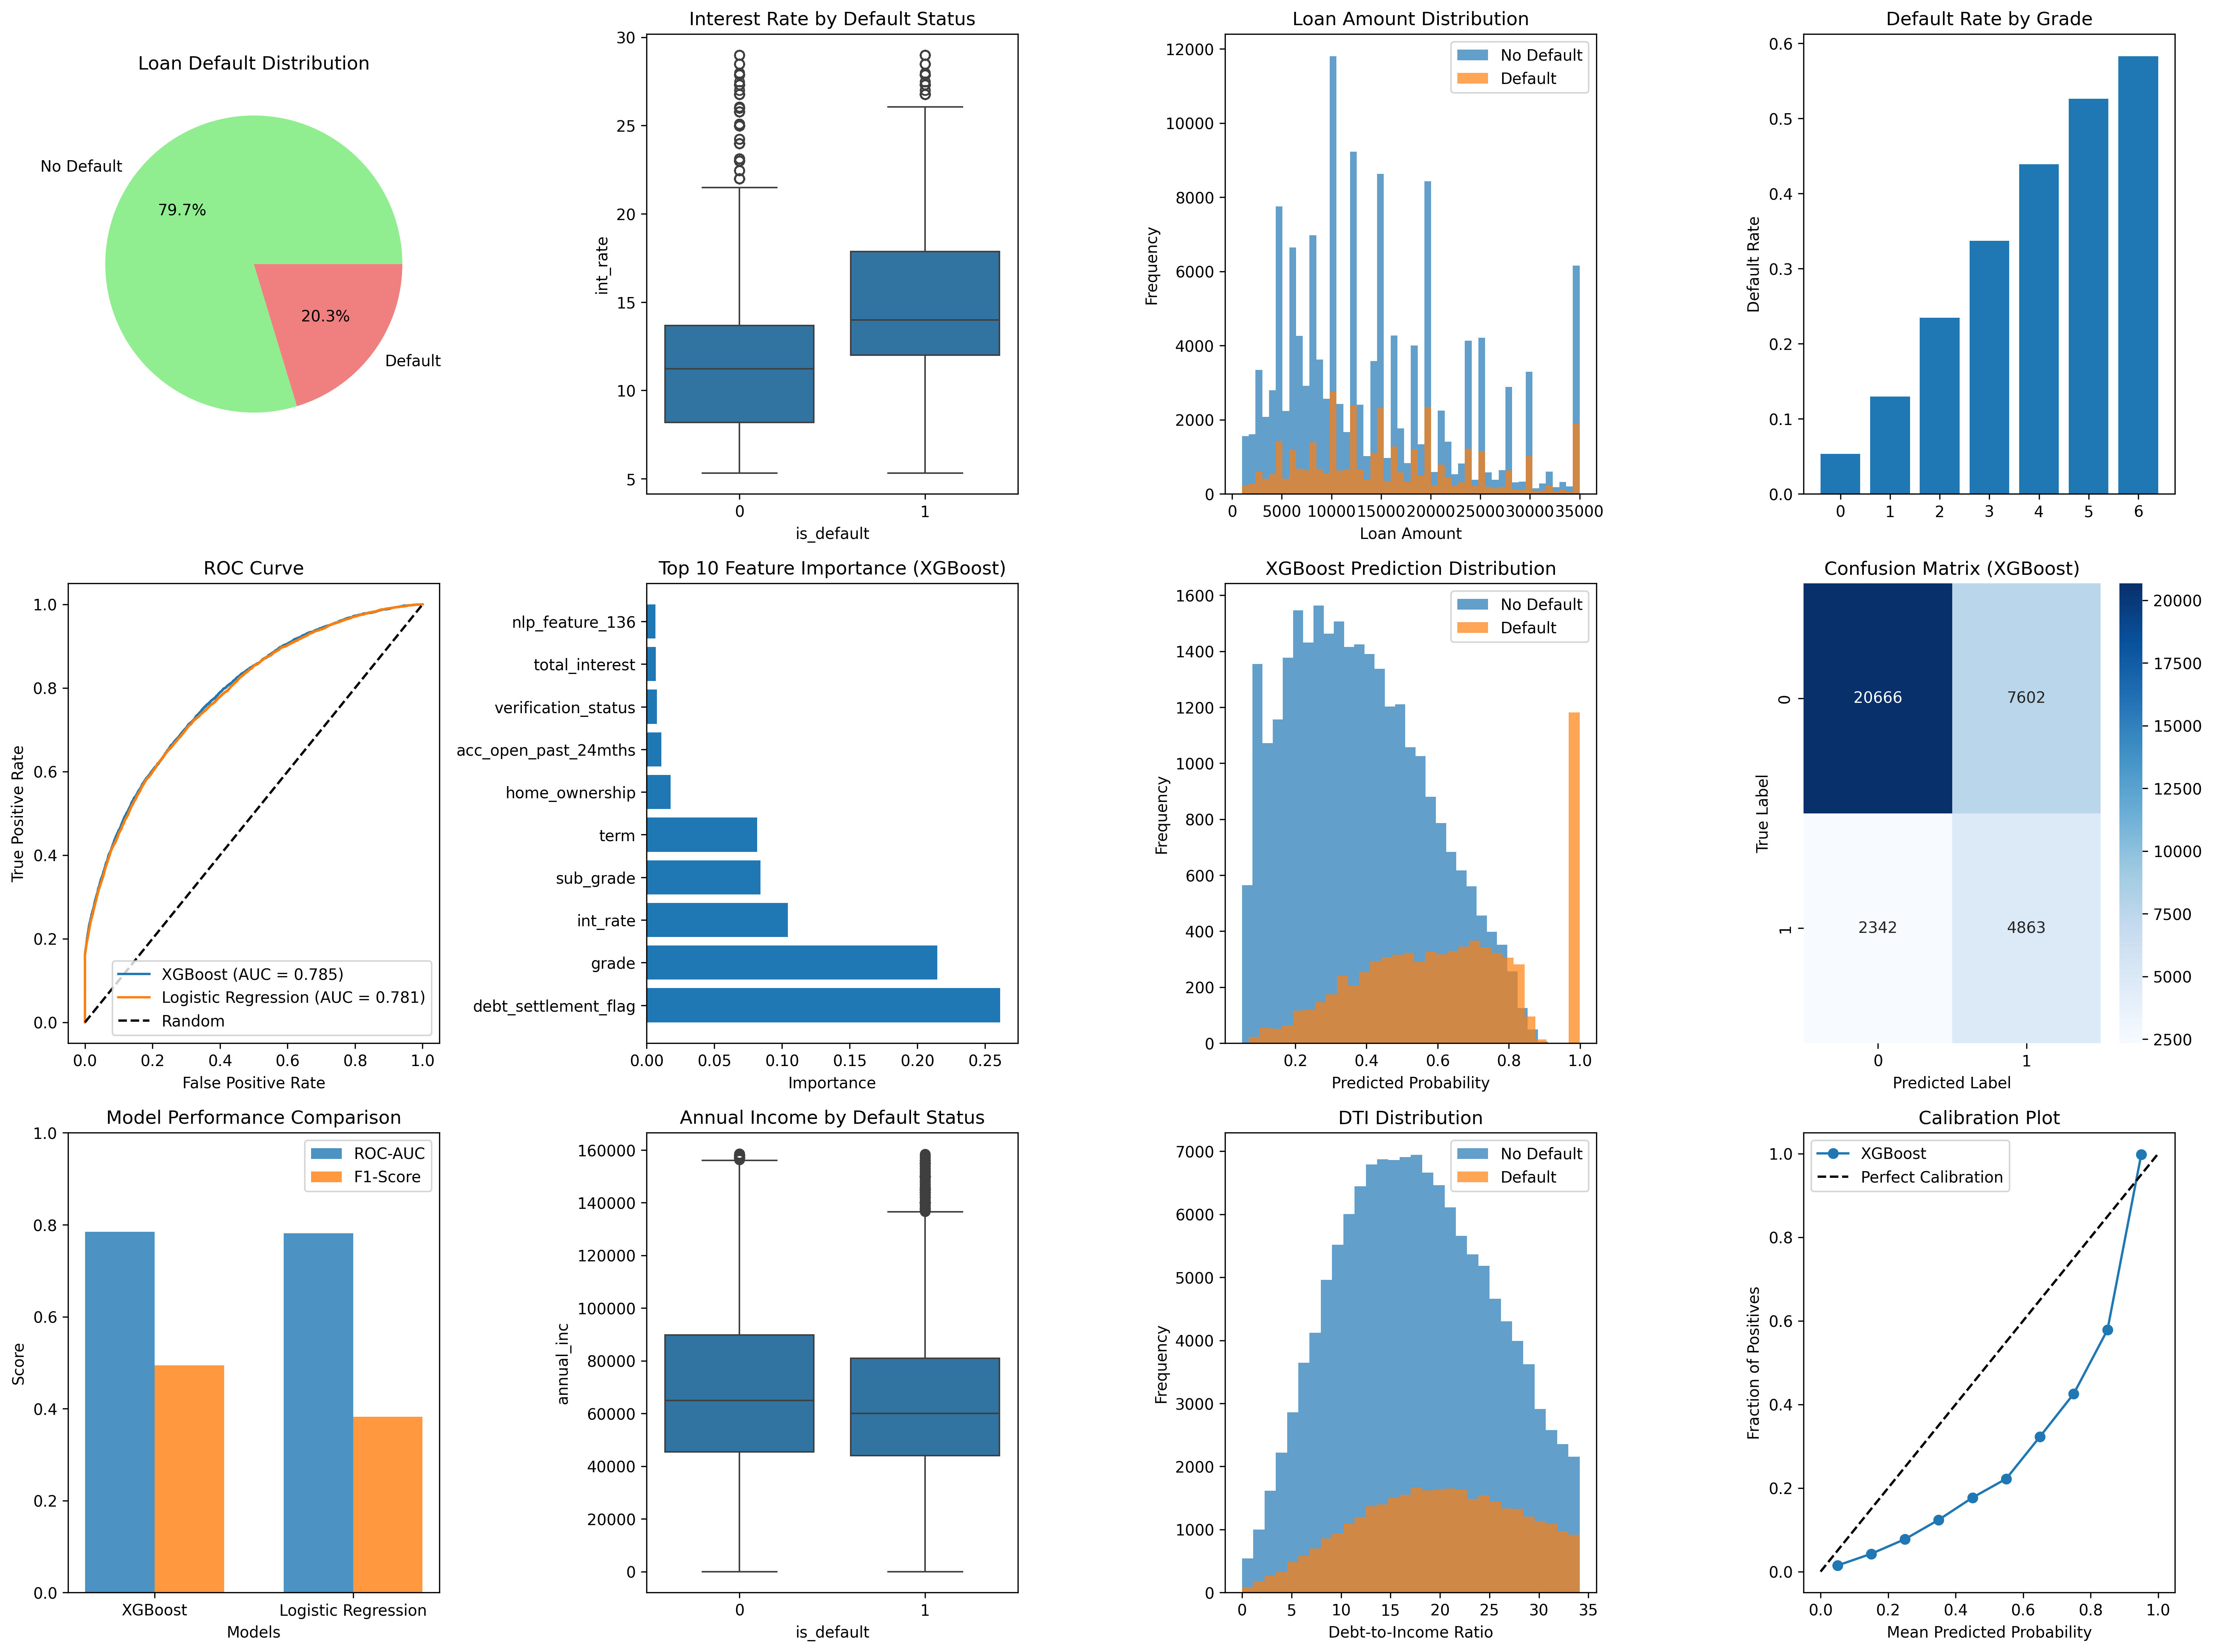 Loan Default Distribution
No Default
79.7%
20.3%
Default
Interest Rate by Default Status
30
25
20
15
10
5
int_rate
0 1
is_default
Loan Amount Distribution
No Default
Default
12000
10000
8000
6000
4000
2000
0
Frequency
0 5000 10000 15000 20000 25000 30000 35000
Loan Amount
Default Rate by Grade
0.6
0.5
0.4
0.3
0.2
0.1
0.0
Default Rate
0 1 2 3 4 5 6
ROC Curve
1.0
0.8
0.6
0.4
0.2
0.0
True Positive Rate
XGBoost (AUC = 0.785)
Logistic Regression (AUC = 0.781)
Random
0.0 0.2 0.4 0.6 0.8 1.0
False Positive Rate
Top 10 Feature Importance (XGBoost)
nlp_feature_136
total_interest
verification_status
acc_open_past_24mths
home_ownership
term
sub_grade
int_rate
grade
debt_settlement_flag
0.00 0.05 0.10 0.15 0.20 0.25
Importance
XGBoost Prediction Distribution
No Default
Default
1600
1400
1200
1000
800
600
400
200
0
Frequency
0.2 0.4 0.6 0.8 1.0
Predicted Probability
Confusion Matrix (XGBoost)
20666 7602
2342 4863
0
1
True Label
0 1
Predicted Label
20000
17500
15000
12500
10000
7500
5000
2500
Model Performance Comparison
ROC-AUC
F1-Score
1.0
0.8
0.6
0.4
0.2
0.0
Score
XGBoost Logistic Regression
Models
Annual Income by Default Status
160000
140000
120000
100000
80000
60000
40000
20000
0
annual_inc
0 1
is_default
DTI Distribution
No Default
Default
7000
6000
5000
4000
3000
2000
1000
0
Frequency
0 5 10 15 20 25 30 35
Debt-to-Income Ratio
Calibration Plot
XGBoost
Perfect Calibration
1.0
0.8
0.6
0.4
0.2
0.0
Fraction of Positives
0.0 0.2 0.4 0.6 0.8 1.0
Mean Predicted Probability